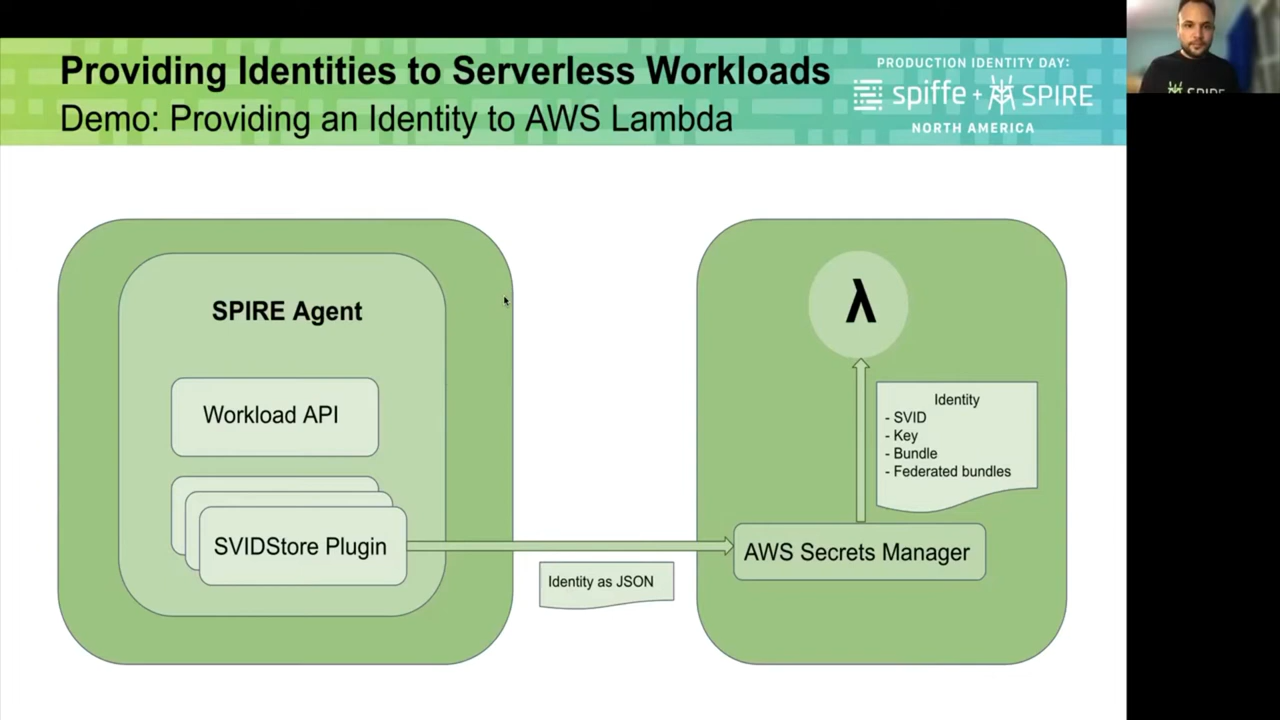 Providing Identities to Serverless Workloads
Demo: Providing an Identity to AWS Lambda
PRODUCTION IDENTITY DAY:
spiffe + SPIRE
NORTH AMERICA
SPIRE Agent
Workload API
SVIDStore Plugin
Identity as JSON
λ
Identity
- SVID
- Key
- Bundle
- Federated bundles
AWS Secrets Manager